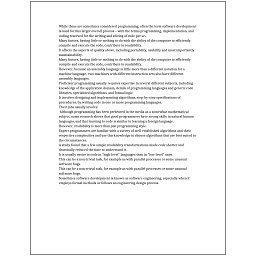 While these are sometimes considered programming, often the term software development
is used for this larger overall process – with the terms programming, implementation, and
coding reserved for the writing and editing of code per se.
Many factors, having little or nothing to do with the ability of the computer to efficiently
compile and execute the code, contribute to readability.
It affects the aspects of quality above, including portability, usability and most importantly
maintainability.
Many factors, having little or nothing to do with the ability of the computer to efficiently
compile and execute the code, contribute to readability.
However, because an assembly language is little more than a different notation for a
machine language, two machines with different instruction sets also have different
assembly languages.
Proficient programming usually requires expertise in several different subjects, including
knowledge of the application domain, details of programming languages and generic code
libraries, specialized algorithms, and formal logic.
It involves designing and implementing algorithms, step-by-step specifications of
procedures, by writing code in one or more programming languages.
Check the usually involve
Although programming has been presented in the media as a somewhat mathematical
subject, some research shows that good programmers have strong skills in natural human
languages, and that learning to code is similar to learning a foreign language.
However, readability is more than just programming style.
Expert programmers are familiar with a variety of well-established algorithms and their
respective complexities and use this knowledge to choose algorithms that are best suited to
the circumstances.
A study found that a few simple readability transformations made code shorter and
drastically reduced the time to understand it.
It is usually easier to code in "high-level" languages than in "low-level" ones.
This can be a non-trivial task, for example as with parallel processes or some unusual
software bugs.
This can be a non-trivial task, for example as with parallel processes or some unusual
software bugs.
Sometimes software development is known as software engineering, especially when it
employs formal methods or follows an engineering design process.